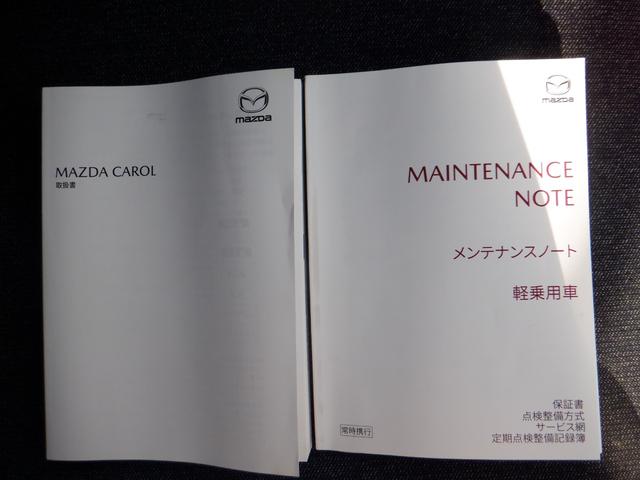 mazda
MAZDA CAROL
取扱書
mazda
MAINTENANCE
NOTE
メンテナンスノート
軽乗用車
保証書
点検整備方式
サービス網
定期点検整備記録簿
常時携行